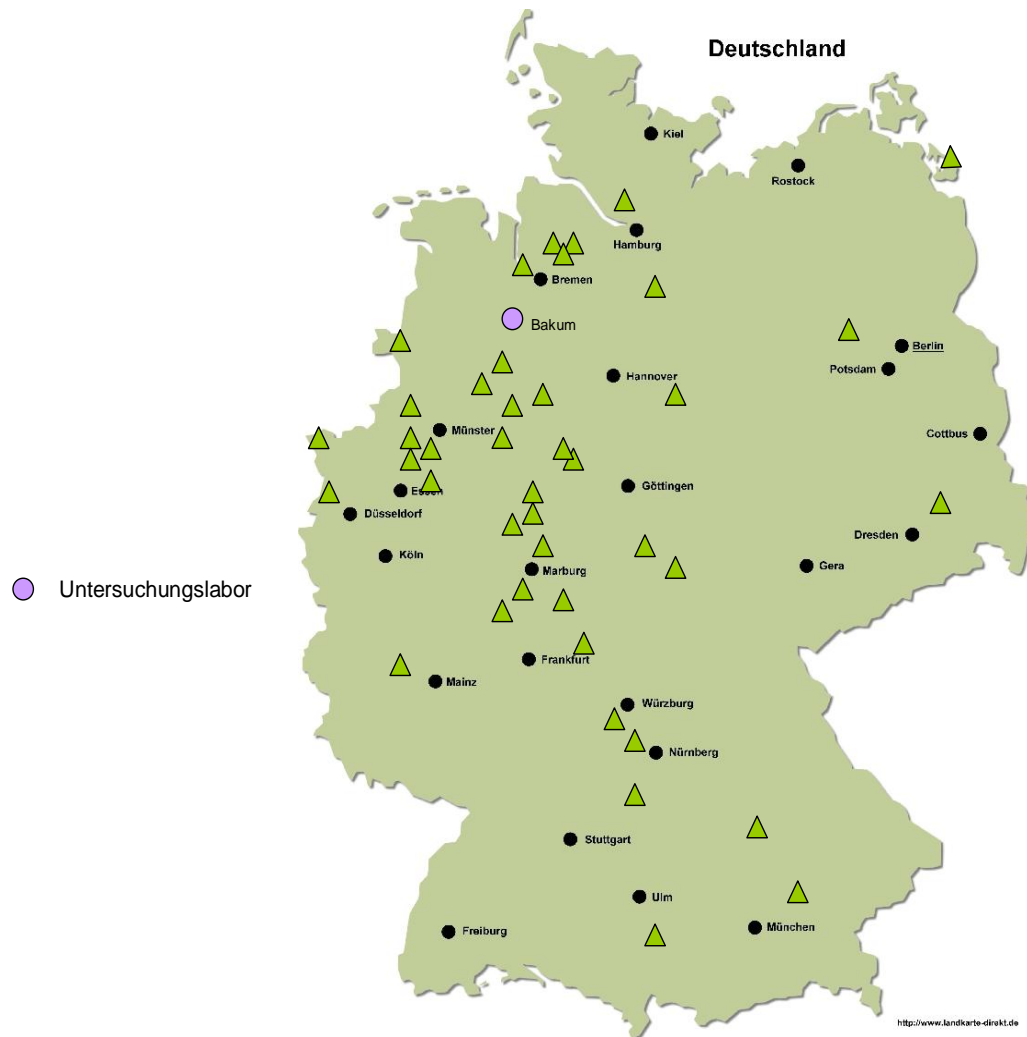 Deutschland
Kiel
Rostock
Hamburg
Bremen
Bakum
Berlin
Potsdam
Hannover
Münster
Cottbus
Essen
Göttingen
Düsseldorf
Dresden
Köln
Gera
Marburg
Untersuchungslabor
Frankfurt
Mainz
Würzburg
Nürnberg
Stuttgart
Ulm
München
Freiburg
http://www.landkarte-direkt.de